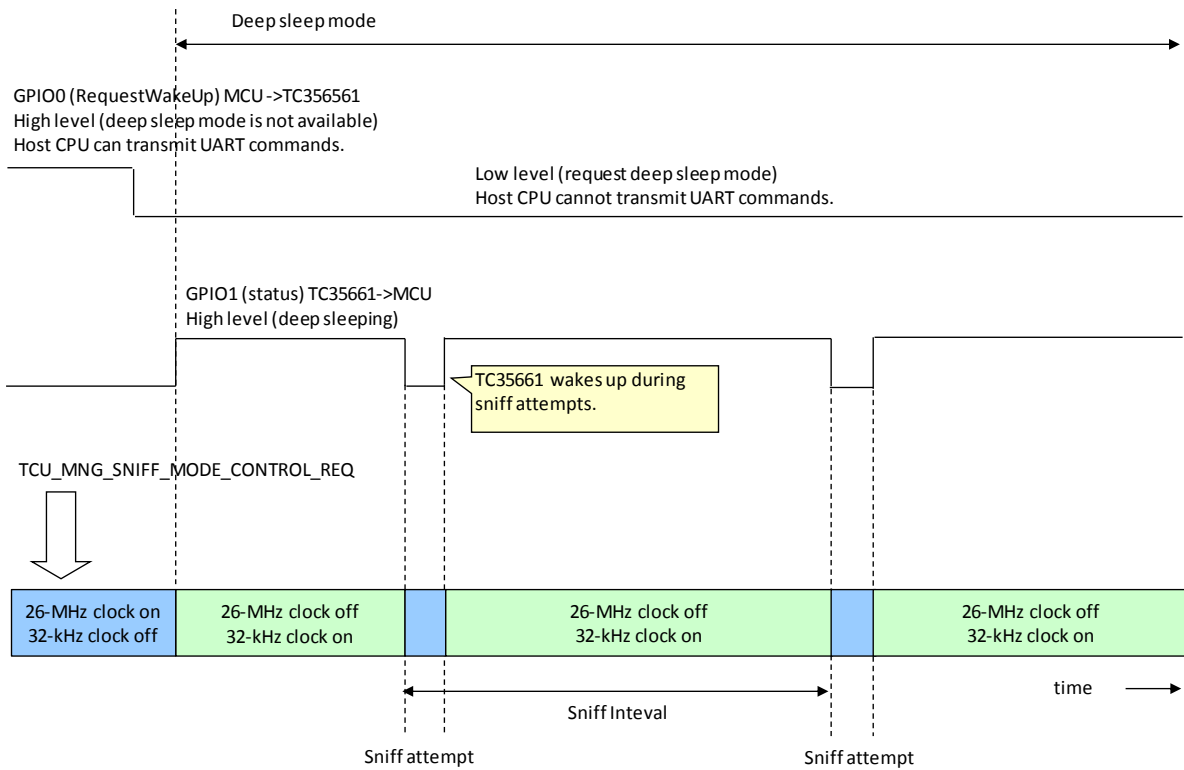 Deep sleep mode
GPIO0 (RequestWakeUp) MCU->TC356561
High level (deep sleep mode is not available)
Host CPU can transmit UART commands.
Low level (request deep sleep mode)
Host CPU cannot transmit UART commands.
GPIO1 (status) TC35661->MCU
High level (deep sleeping)
TC35661 wakes up during
sniff attempts.
TCU_MNG_SNIFF_MODE_CONTROL_REQ
26-MHz clock on
32-kHz clock off
26-MHz clock off
32-kHz clock on
26-MHz clock off
32-kHz clock on
26-MHz clock off
32-kHz clock on
time
Sniff Inteval
Sniff attempt
Sniff attempt